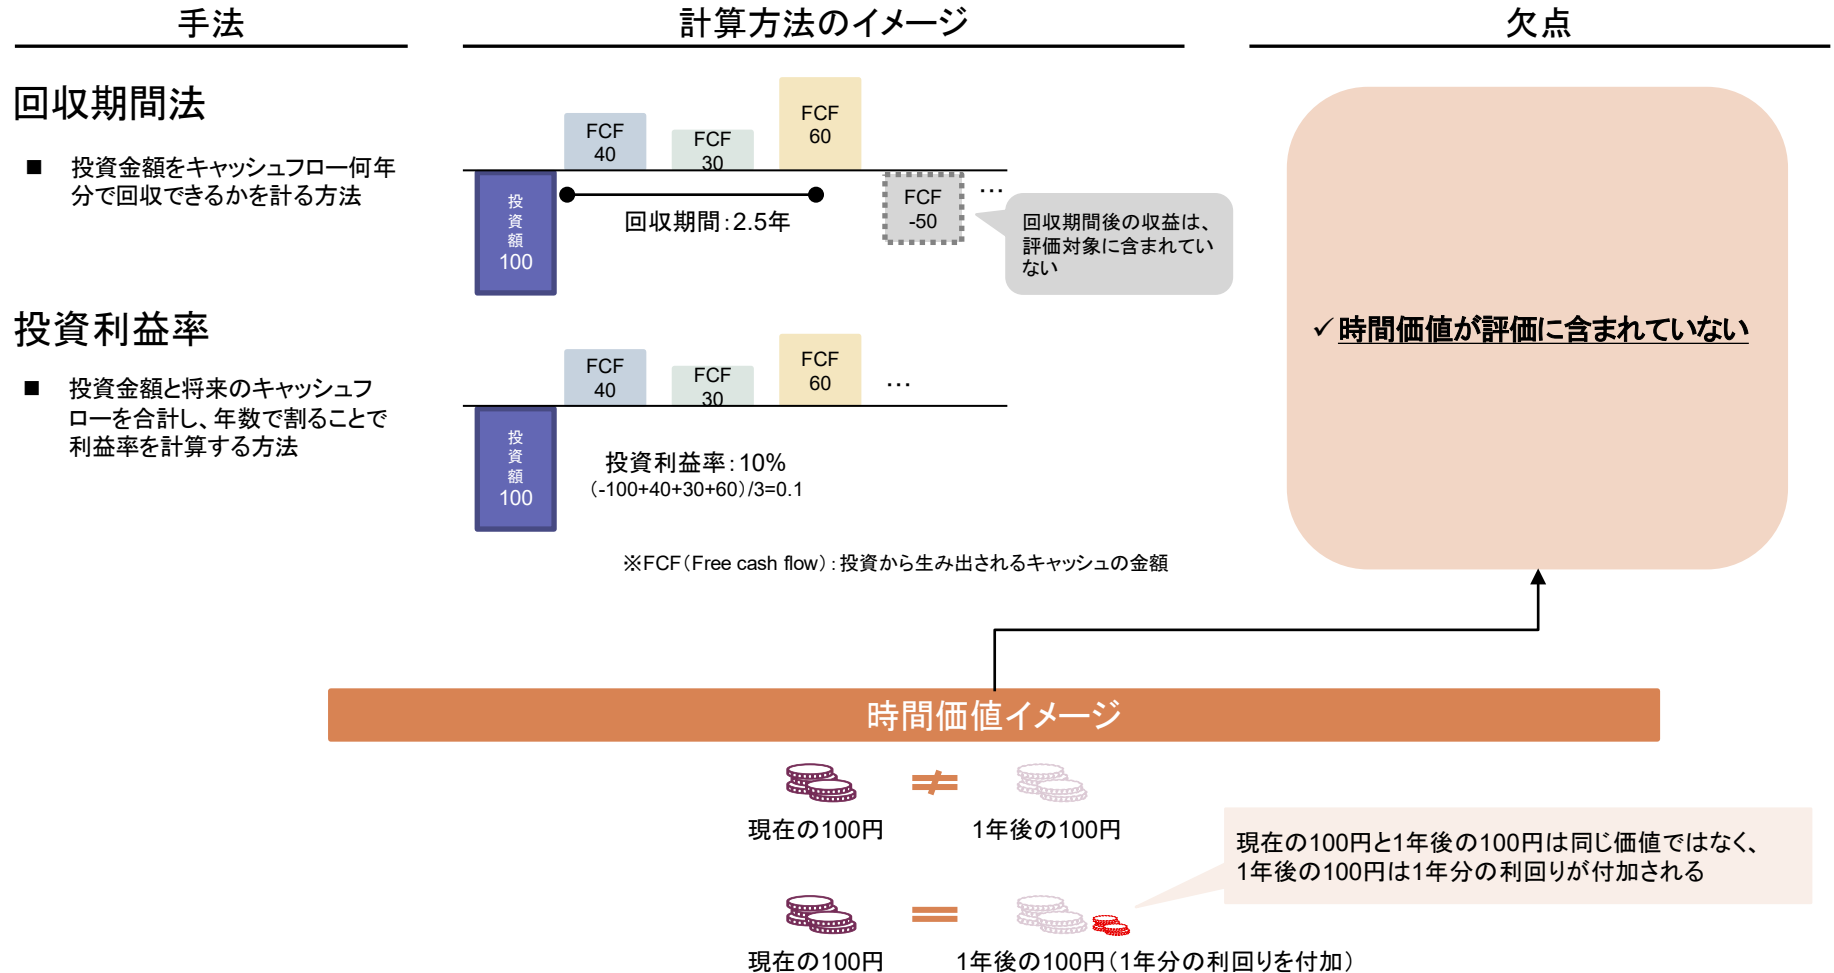 手法
計算方法のイメージ
欠点
回収期間法
■ 投資金額をキャッシュフロー何年
分で回収できるかを計る方法
FCF
40
FCF
30
FCF
60
投
資
額
100
回収期間：2.5年
FCF
-50
…
回収期間後の収益は、
評価対象に含まれてい
ない
✓時間価値が評価に含まれていない
投資利益率
■ 投資金額と将来のキャッシュフ
ローを合計し、年数で割ることで
利益率を計算する方法
FCF
40
FCF
30
FCF
60
…
投
資
額
100
投資利益率：10%
（-100+40+30+60）/3=0.1
※FCF（Free cash flow）：投資から生み出されるキャッシュの金額
時間価値イメージ
≠
現在の100円
1年後の100円
現在の100円と1年後の100円は同じ価値ではなく、
1年後の100円は1年分の利回りが付加される
=
現在の100円
1年後の100円（1年分の利回りを付加）